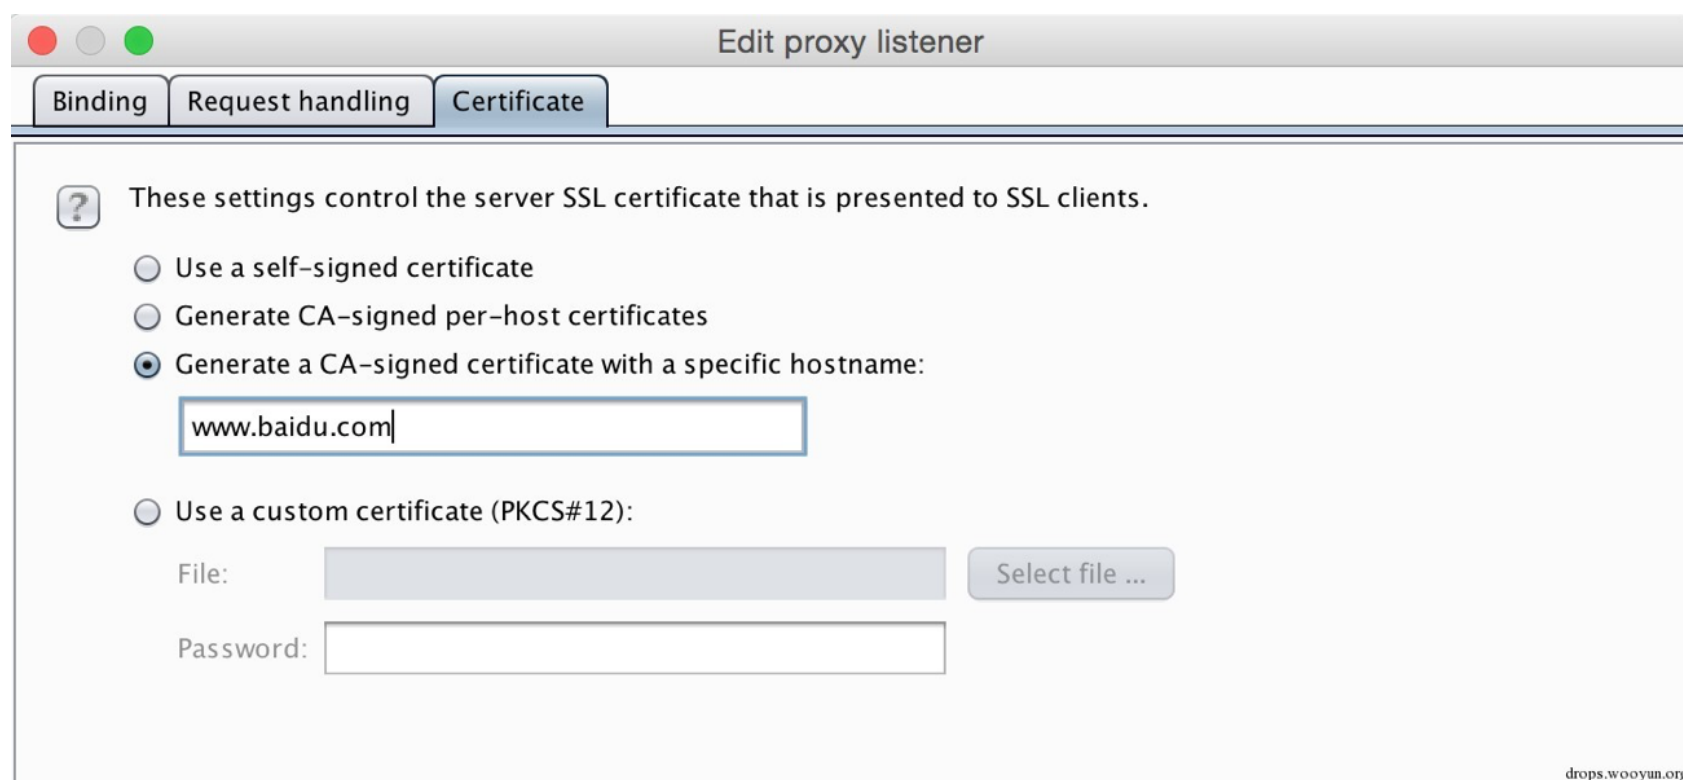 Edit proxy listener
Binding Request handling Certificate
? These settings control the server SSL certificate that is presented to SSL clients.
Use a self-signed certificate
Generate CA-signed per-host certificates
Generate a CA-signed certificate with a specific hostname:
www.baidu.com
Use a custom certificate (PKCS#12):
File: Select file ...
Password:
drops.wooyun.org